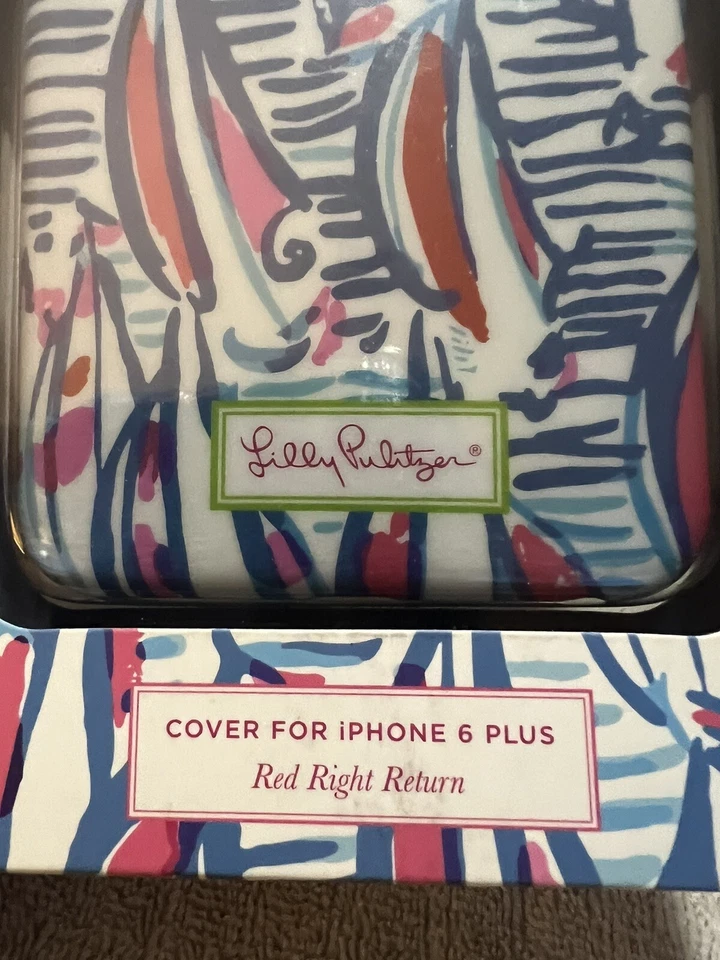 Lilly Pulitzer®
COVER FOR iPHONE 6 PLUS
Red Right Return